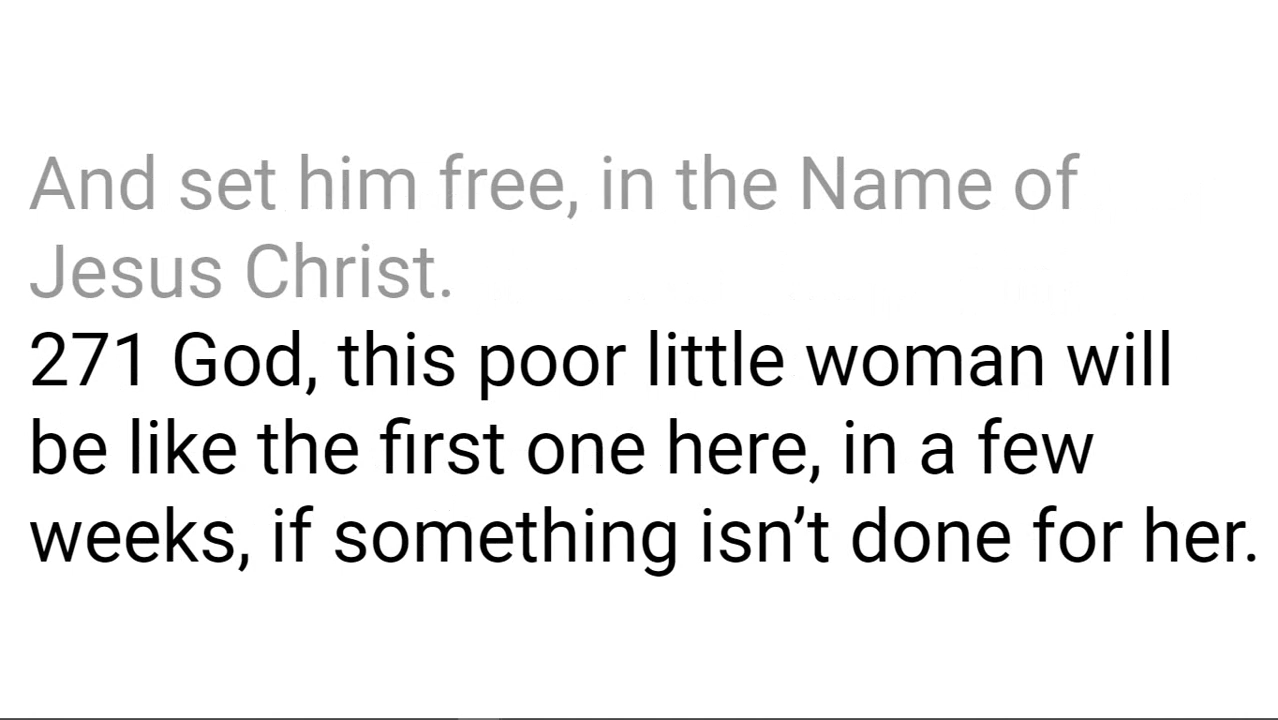 And set him free, in the Name of
Jesus Christ.
271 God, this poor little woman will
be like the first one here, in a few
weeks, if something isn’t done for her.